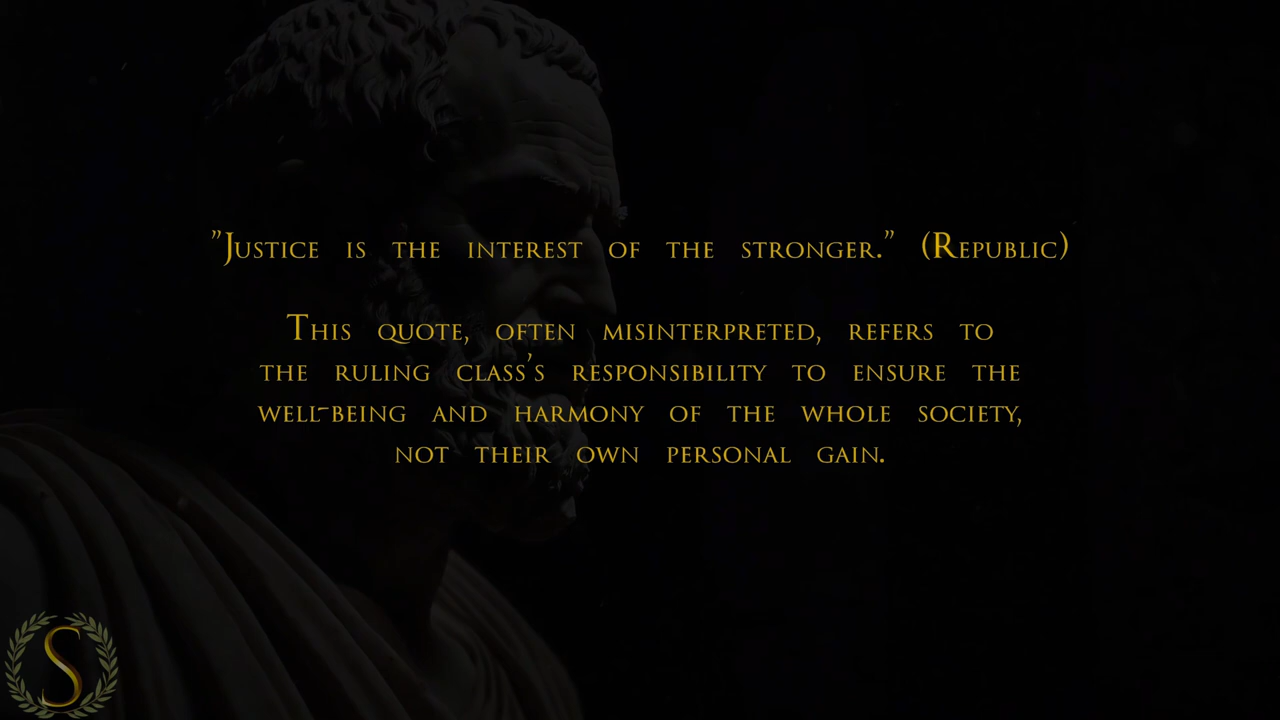 "Justice is the interest of the stronger." (Republic)
This quote, often misinterpreted, refers to
the ruling class's responsibility to ensure the
well-being and harmony of the whole society,
not their own personal gain.
S